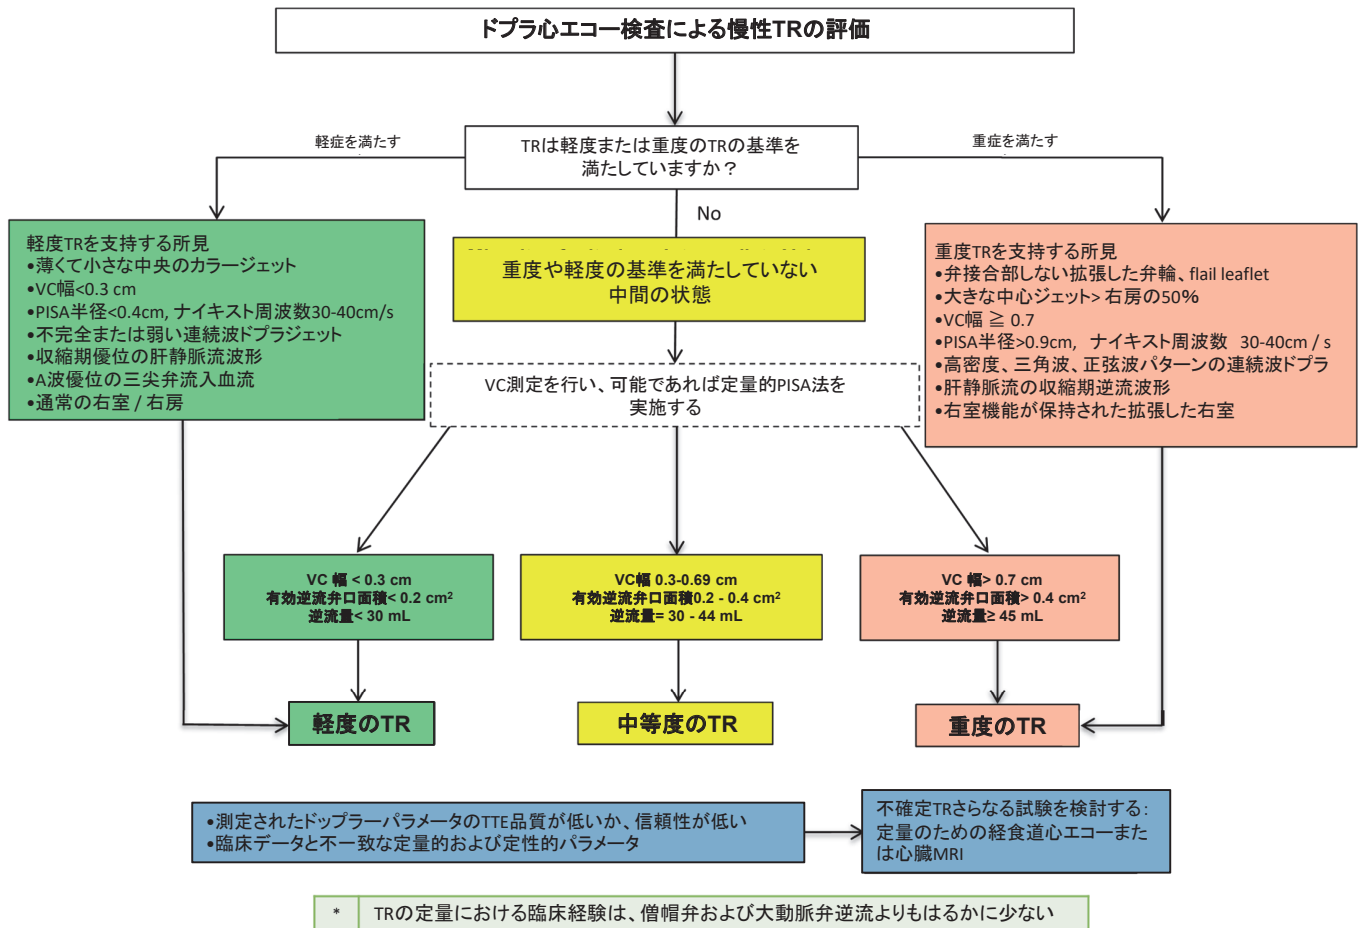 ドプラ心エコー検査による慢性TRの評価
軽症を満たす
TRは軽度または重度のTRの基準を
満たしていますか？
重症を満たす
No
軽度TRを支持する所見
•薄くて小さな中央のカラージェット
•VC幅<0.3 cm
•PISA半径<0.4cm, ナイキスト周波数30-40cm/s
•不完全または弱い連続波ドプラジェット
•収縮期優位の肝静脈流波形
•A波優位の三尖弁流入血流
•通常の右室 / 右房
重度や軽度の基準を満たしていない
中間の状態
重度TRを支持する所見
•弁接合部しない拡張した弁輪、flail leaflet
•大きな中心ジェット> 右房の50%
•VC幅 ≧ 0.7
•PISA半径>0.9cm, ナイキスト周波数 30-40cm / s
•高密度、三角波、正弦波パターンの連続波ドプラ
•肝静脈流の収縮期逆流波形
•右室機能が保持された拡張した右室
VC測定を行い、可能であれば定量的PISA法を
実施する
VC 幅 < 0.3 cm
有効逆流弁口面積< 0.2 cm²
逆流量< 30 mL
VC幅 0.3-0.69 cm
有効逆流弁口面積0.2 - 0.4 cm²
逆流量= 30 - 44 mL
VC 幅> 0.7 cm
有効逆流弁口面積> 0.4 cm²
逆流量≥ 45 mL
軽度のTR
中等度のTR
重度のTR
•測定されたドップラーパラメータのTTE品質が低いか、信頼性が低い
•臨床データと不一致な定量的および定性的パラメータ
不確定TRさらなる試験を検討する：
定量のための経食道心エコーまた
は心臓MRI
* TRの定量における臨床経験は、僧帽弁および大動脈弁逆流よりもはるかに少ない